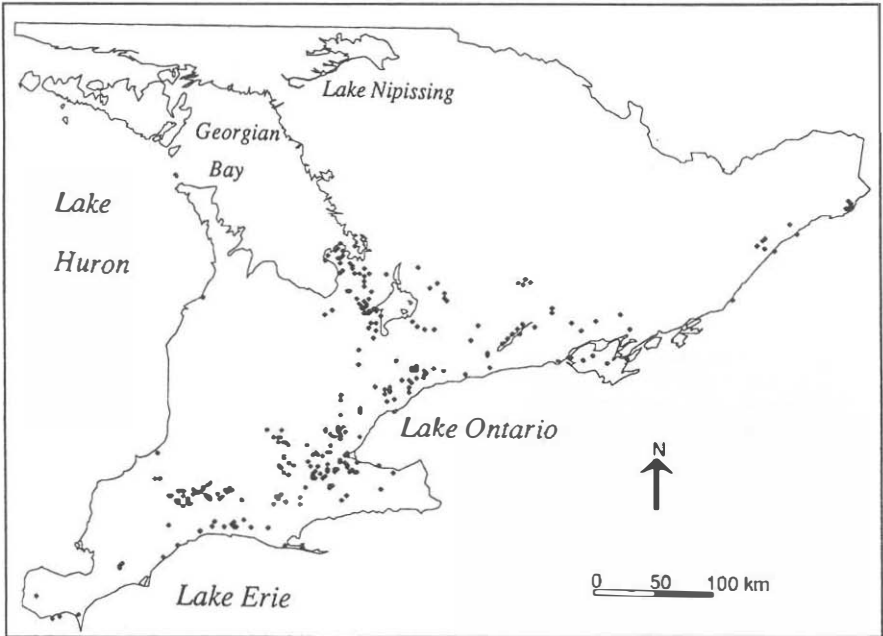 Lake Nipissing
Georgian
Bay
Lake
Huron
Lake Ontario
N
0 50 100 km
Lake Erie